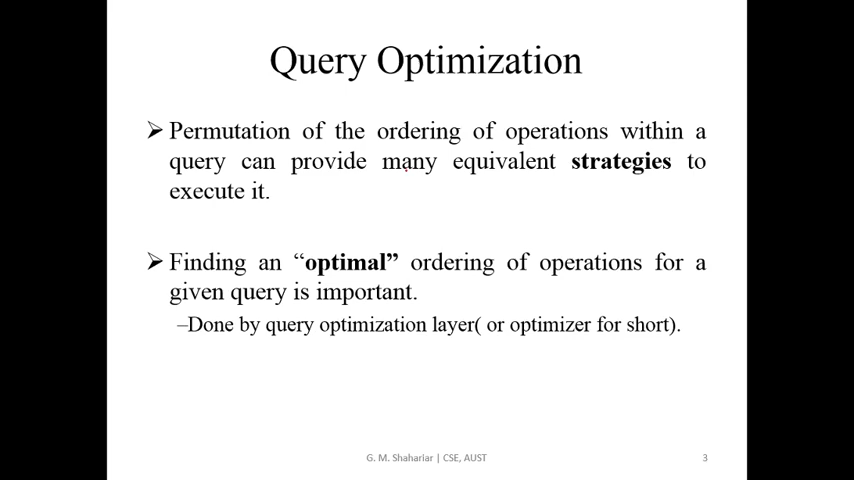 Query Optimization
➢ Permutation of the ordering of operations within a
query can provide many equivalent strategies to
execute it.
➢ Finding an “optimal” ordering of operations for a
given query is important.
–Done by query optimization layer( or optimizer for short).
G. M. Shahariar | CSE, AUST
3